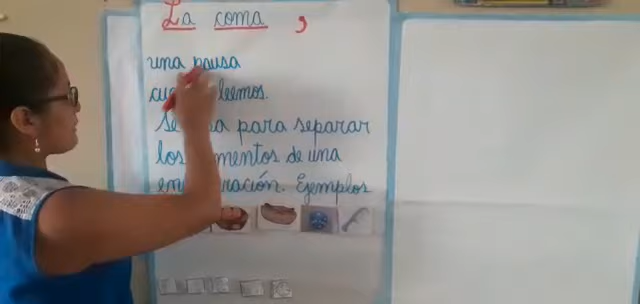 La coma ,
una pausa
leemos.
para separar
los de una
Ejemplos